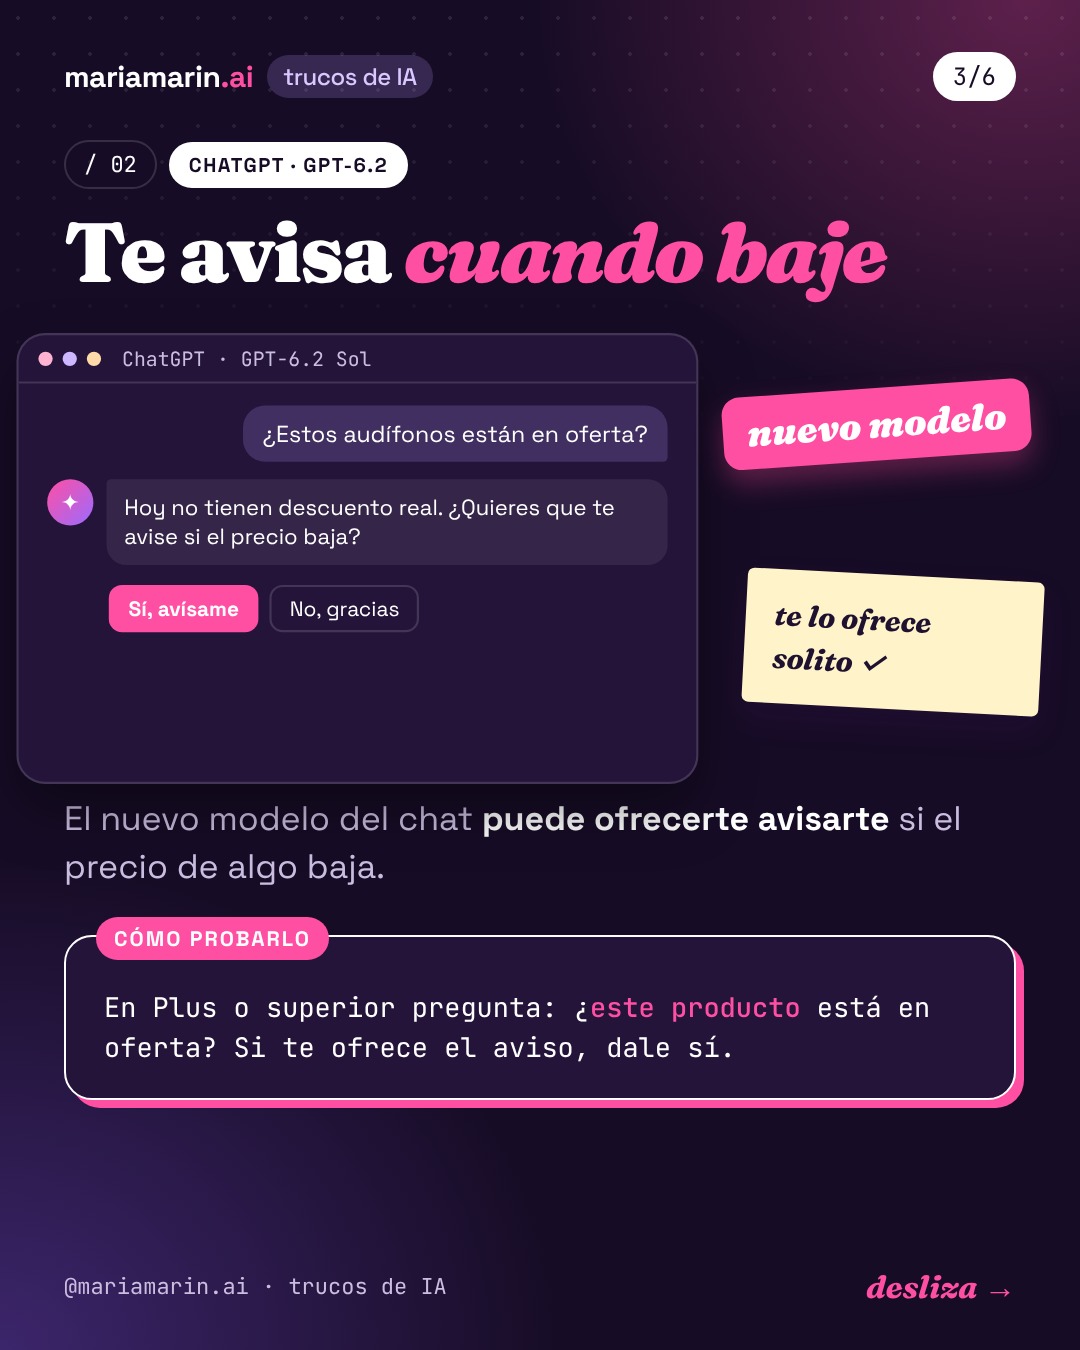 mariamarin.ai trucos de IA 3/6
/ 02 CHATGPT · GPT-6.2
Te avisa cuando baje
ChatGPT · GPT-6.2 Sol
¿Estos audífonos están en oferta?
Hoy no tienen descuento real. ¿Quieres que te
avise si el precio baja?
Sí, avísame No, gracias
nuevo modelo
te lo ofrece
solito ✓
El nuevo modelo del chat puede ofrecerte avisarte si el
precio de algo baja.
CÓMO PROBARLO
En Plus o superior pregunta: ¿este producto está en
oferta? Si te ofrece el aviso, dale sí.
@mariamarin.ai · trucos de IA desliza →